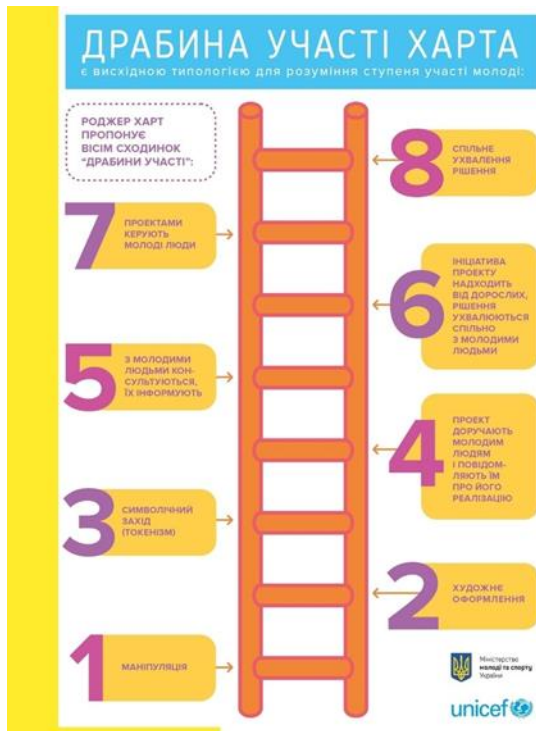 ДРАБИНА УЧАСТІ ХАРТА
є висхідною типологією для розуміння ступеня участі молоді:
РОДЖЕР ХАРТ
ПРОПОНУЄ
ВІСІМ СХОДИНОК
“ДРАБИНИ УЧАСТІ”:
8
СПІЛЬНЕ
УХВАЛЕННЯ
РІШЕННЯ
7
ПРОЕКТАМИ
КЕРУЮТЬ
МОЛОДІ ЛЮДИ
6
ІНІЦІАТИВА
ПРОЕКТУ
НАДХОДИТЬ
ВІД ДОРОСЛИХ,
РІШЕННЯ
УХВАЛЮЮТЬСЯ
СПІЛЬНО
З МОЛОДИМИ
ЛЮДЬМИ
5
З МОЛОДИМИ
ЛЮДЬМИ КОН-
СУЛЬТУЮТЬСЯ,
ЇХ ІНФОРМУЮТЬ
4
ПРОЕКТ
ДОРУЧАЮТЬ
МОЛОДИМ
ЛЮДЯМ
І ПОВІДОМ-
ЛЯЮТЬ ЇМ
ПРО ЙОГО
РЕАЛІЗАЦІЮ
3
СИМВОЛІЧНИЙ
ЗАХІД
(ТОКЕНІЗМ)
2
ХУДОЖНЄ
ОФОРМЛЕННЯ
1
МАНІПУЛЯЦІЯ
Міністерство
молоді та спорту
України
unicef